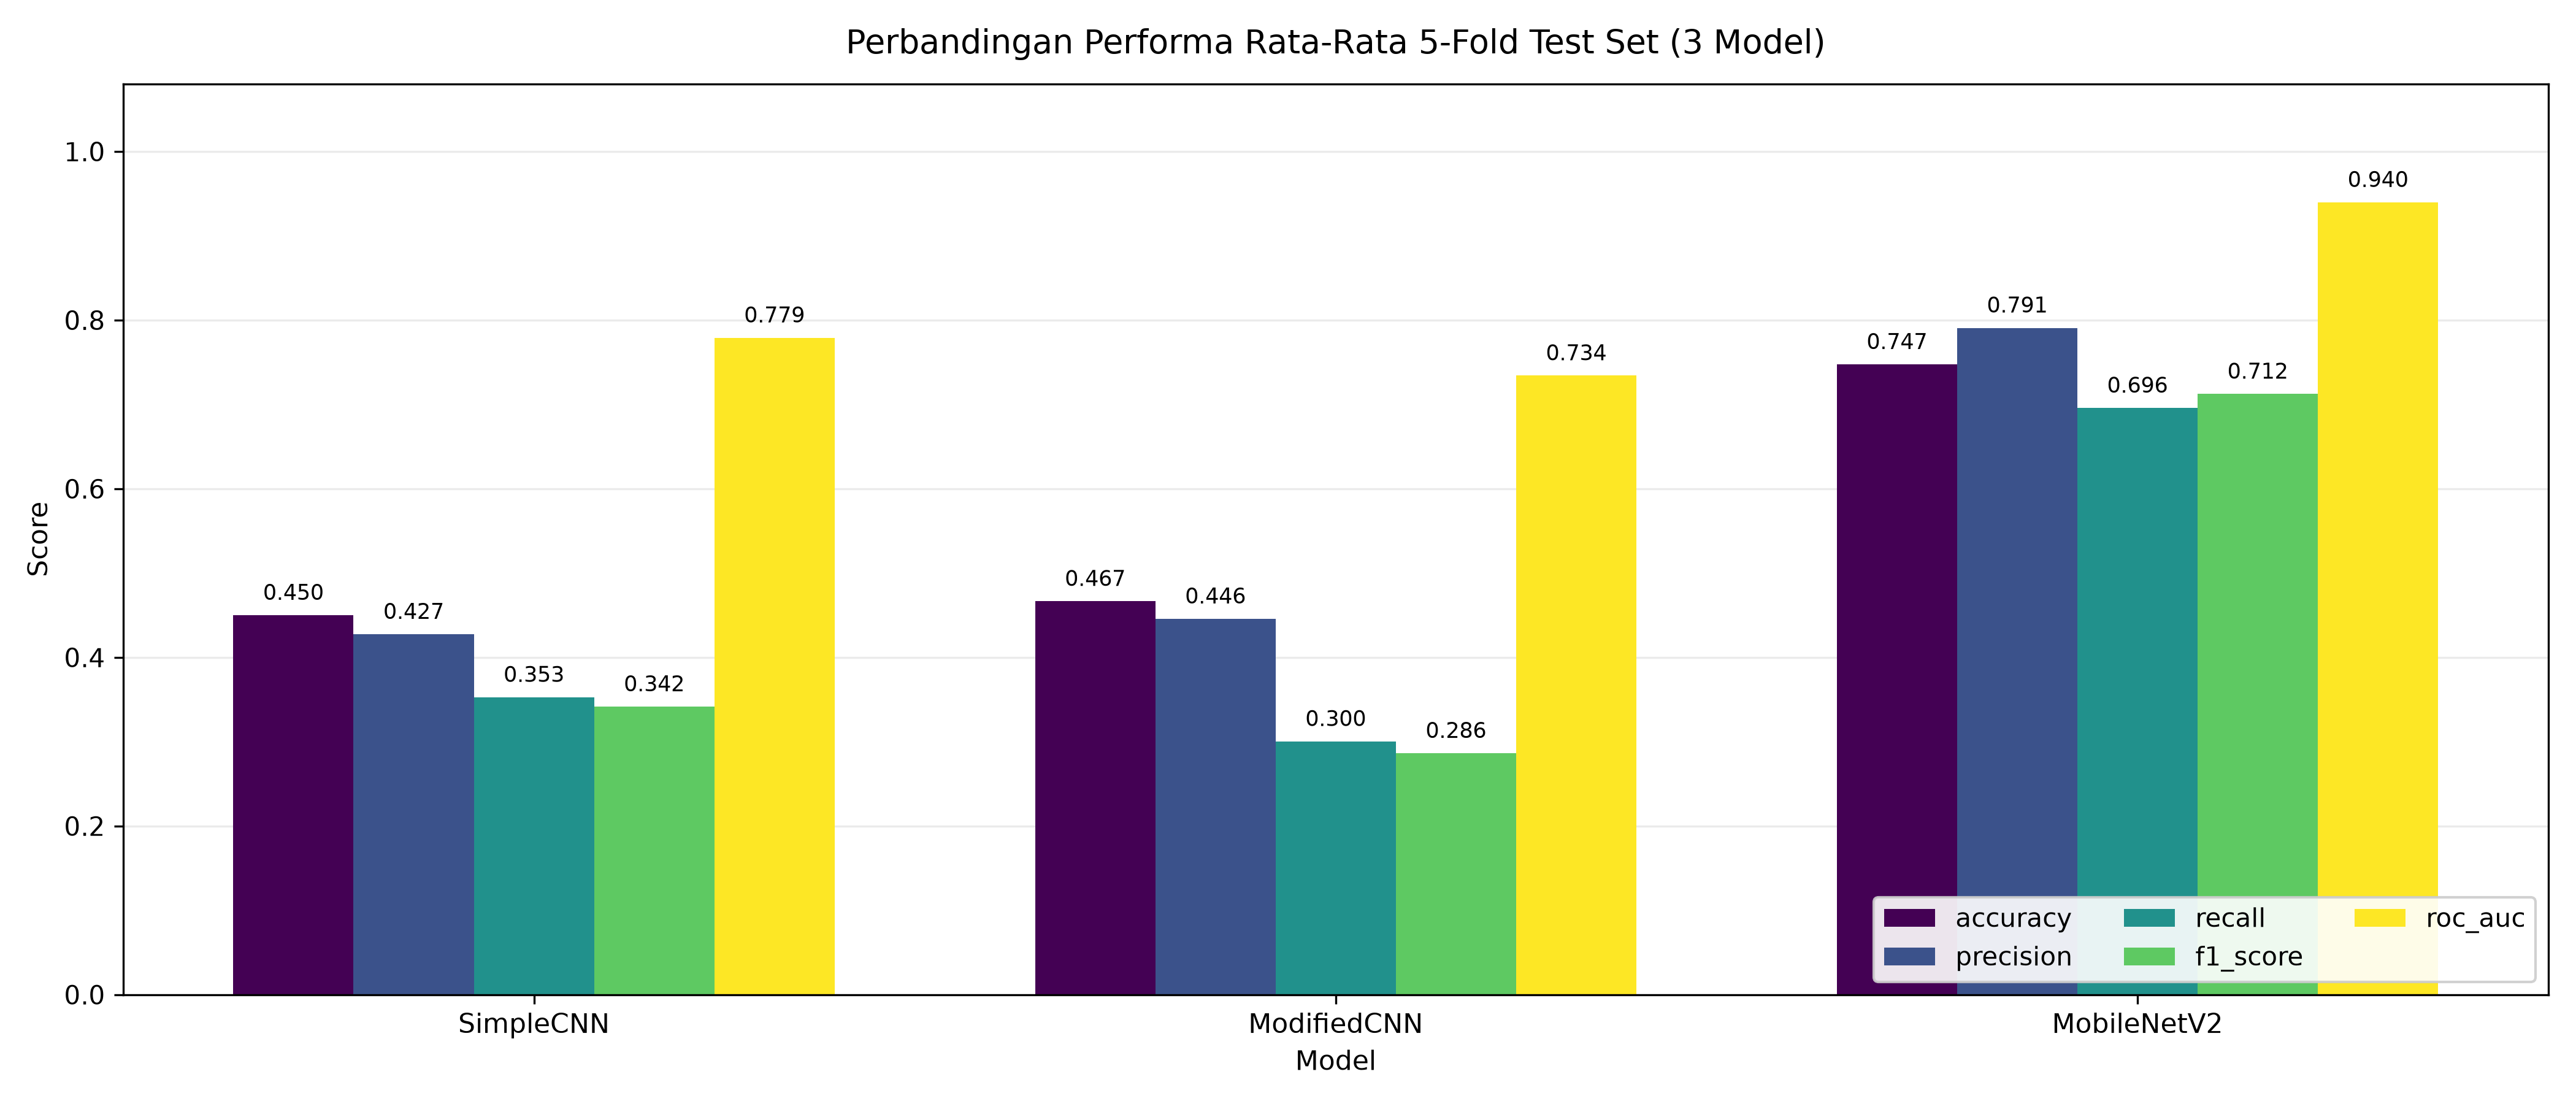 Perbandingan Performa Rata-Rata 5-Fold Test Set (3 Model)
Score
1.0
0.8
0.6
0.4
0.2
0.0
0.450
0.427
0.353
0.342
0.779
0.467
0.446
0.300
0.286
0.734
0.747
0.791
0.696
0.712
0.940
accuracy
precision
recall
f1_score
roc_auc
SimpleCNN
ModifiedCNN
MobileNetV2
Model